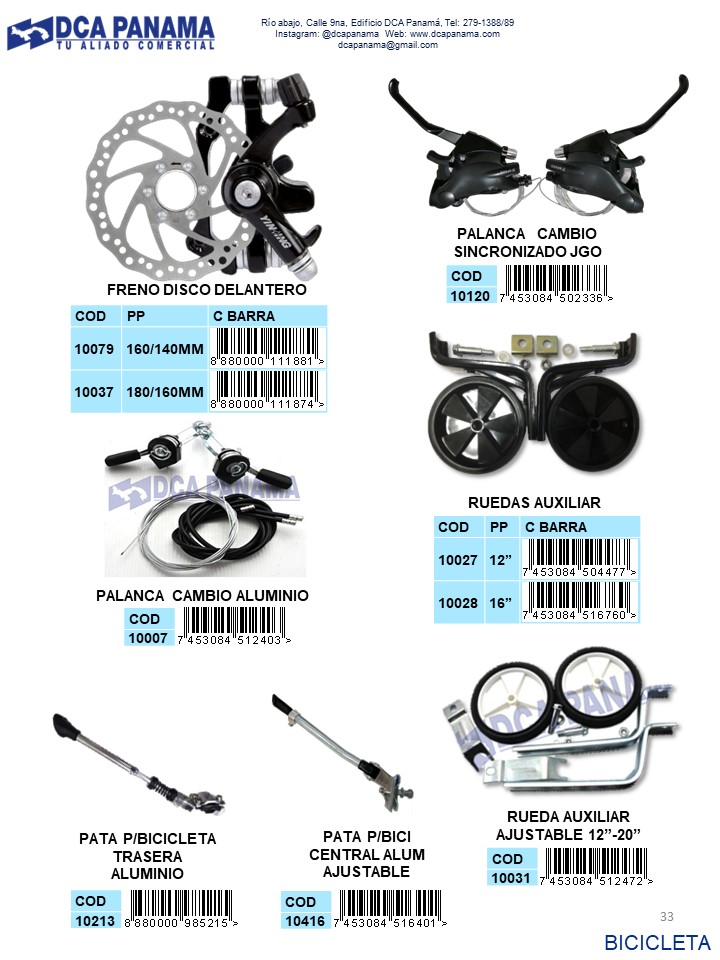 DCA PANAMA
TU ALIADO COMERCIAL
Río abajo, Calle 9na, Edificio DCA Panamá, Tel: 279-1388/89
Instagram: @dcapanama Web: www.dcapanama.com
dcapanama@gmail.com
YINXING
FRENO DISCO DELANTERO
COD PP C BARRA
10079 160/140MM 8 880000 111881 >
10037 180/160MM 8 880000 111874 >
PALANCA CAMBIO
SINCRONIZADO JGO
COD
10120 7 453084 502336 >
DCA PANAMA
PALANCA CAMBIO ALUMINIO
COD
10007 7 453084 512403 >
RUEDAS AUXILIAR
COD PP C BARRA
10027 12” 7 453084 504477 >
10028 16” 7 453084 516760 >
PATA P/BICICLETA
TRASERA
ALUMINIO
COD
10213 8 880000 985215 >
PATA P/BICI
CENTRAL ALUM
AJUSTABLE
COD
10416 7 453084 516401 >
DCA PANAMA
RUEDA AUXILIAR
AJUSTABLE 12”-20”
COD
10031 7 453084 512472 >
33
BICICLETA